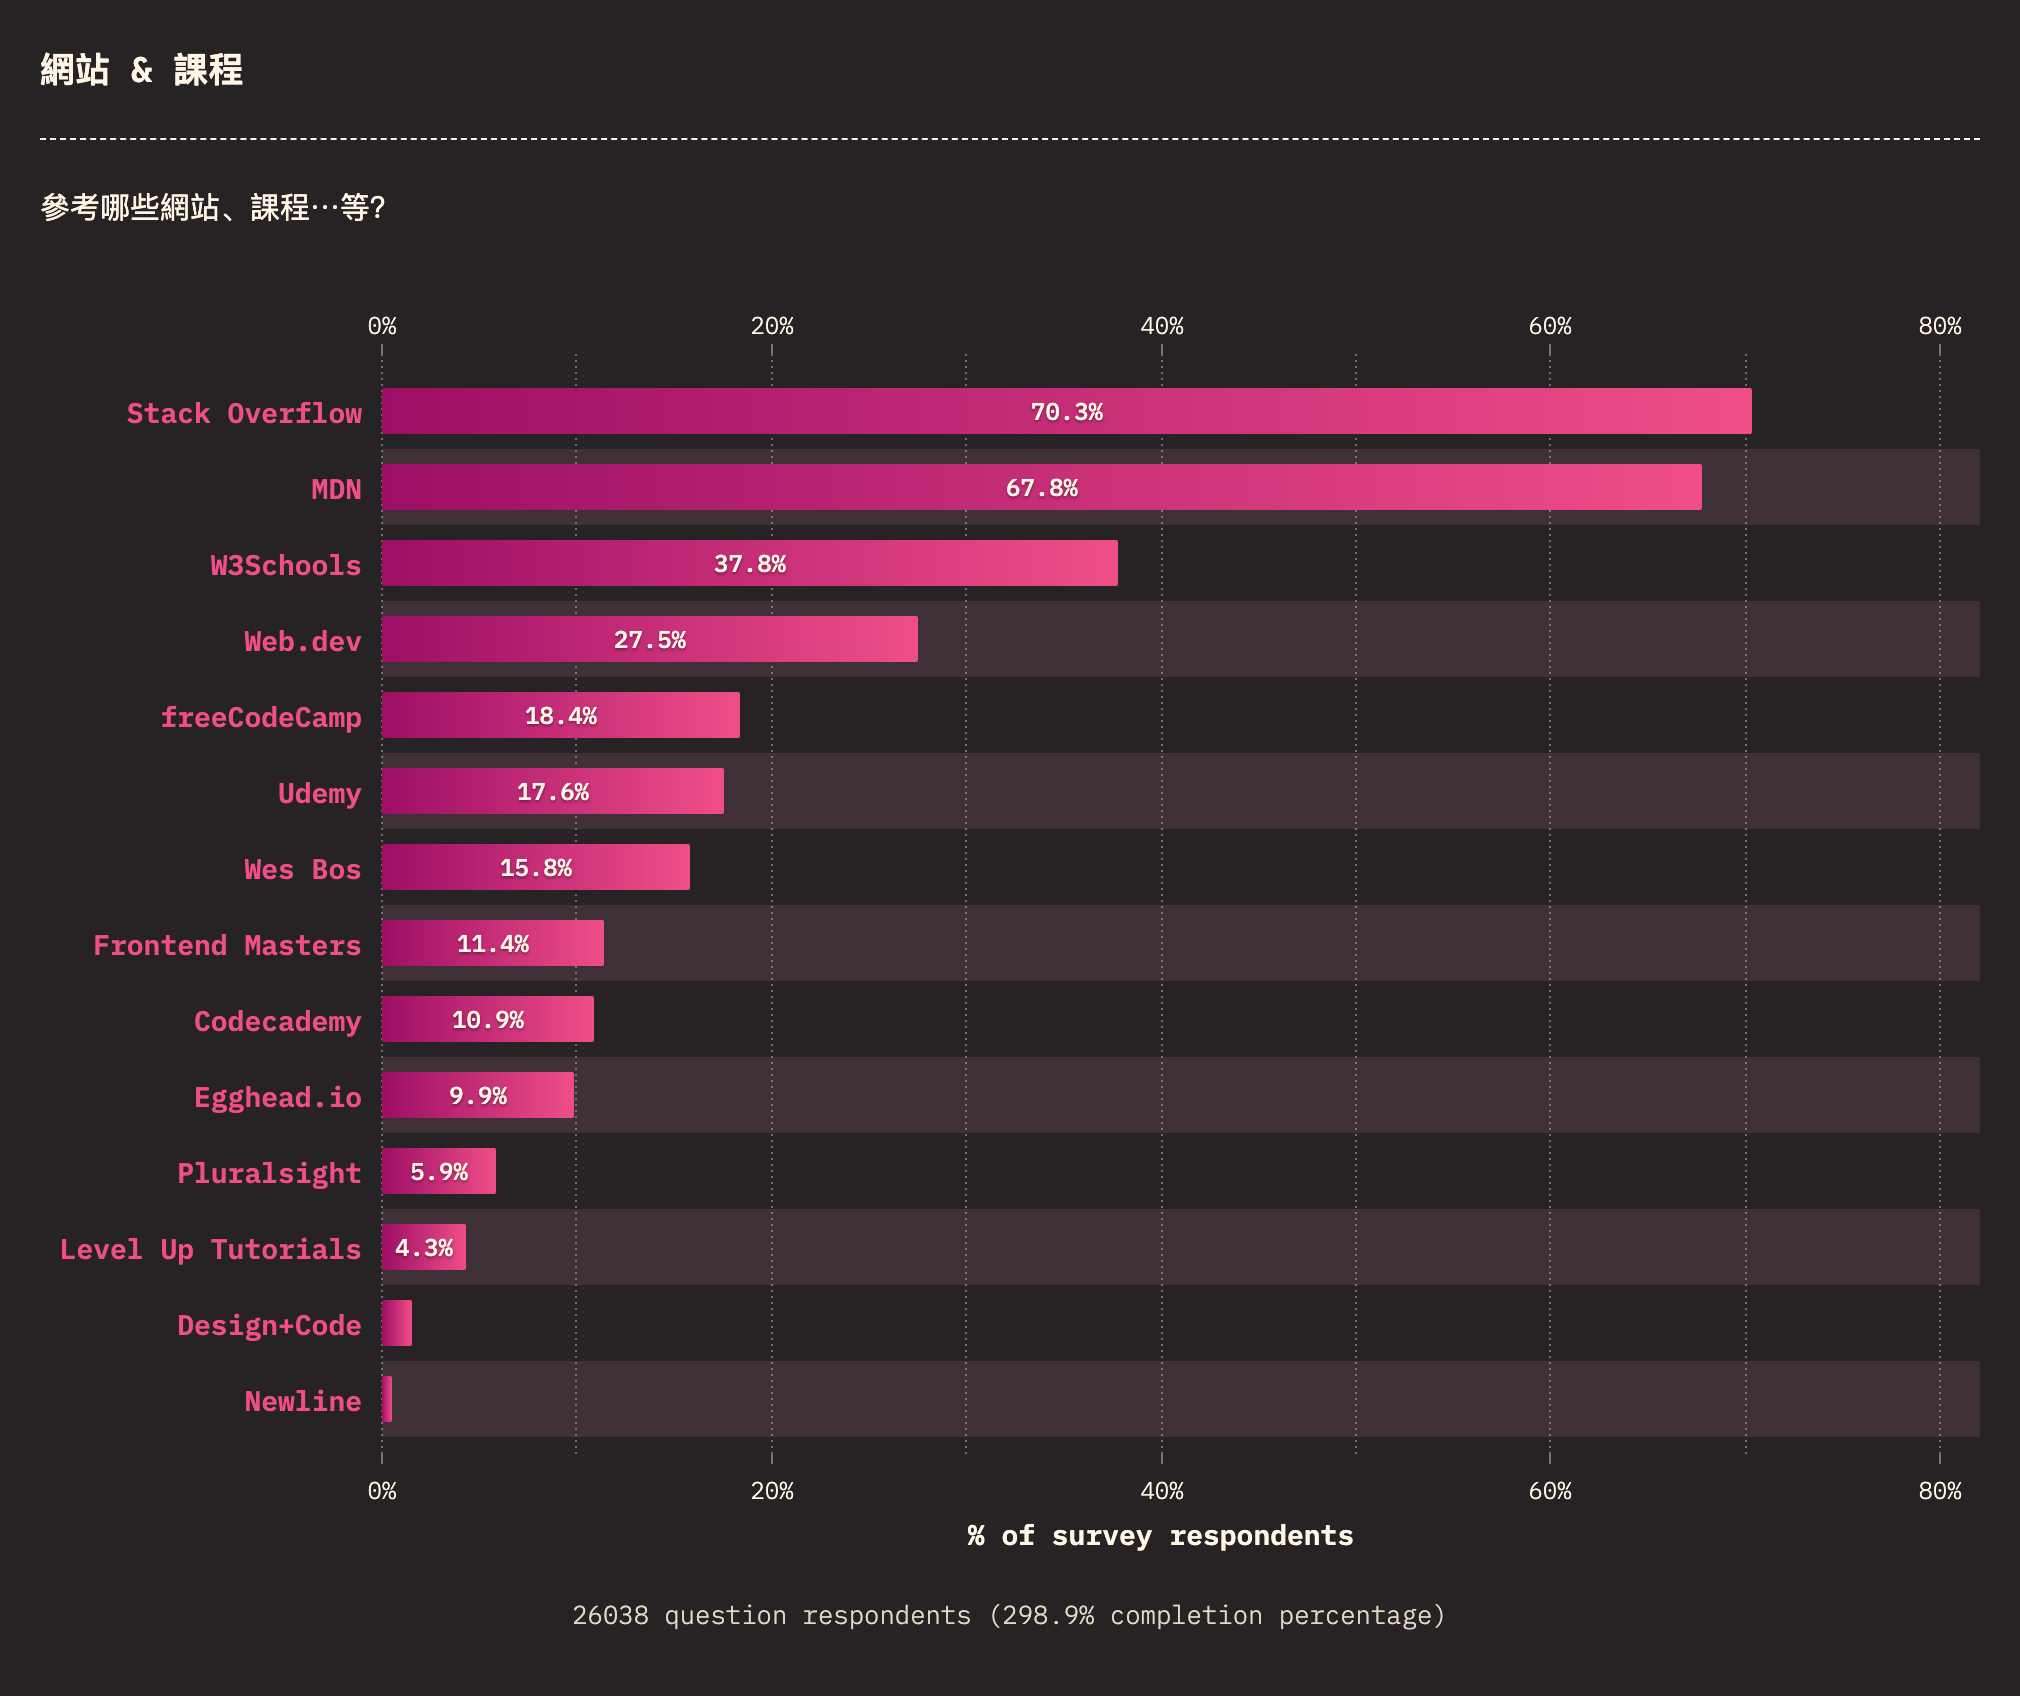 網站 & 課程
參考哪些網站、課程…等?
0% 20% 40% 60% 80%
Stack Overflow 70.3%
MDN 67.8%
W3Schools 37.8%
Web.dev 27.5%
freeCodeCamp 18.4%
Udemy 17.6%
Wes Bos 15.8%
Frontend Masters 11.4%
Codecademy 10.9%
Egghead.io 9.9%
Pluralsight 5.9%
Level Up Tutorials 4.3%
Design+Code
Newline
0% 20% 40% 60% 80%
% of survey respondents
26038 question respondents (298.9% completion percentage)